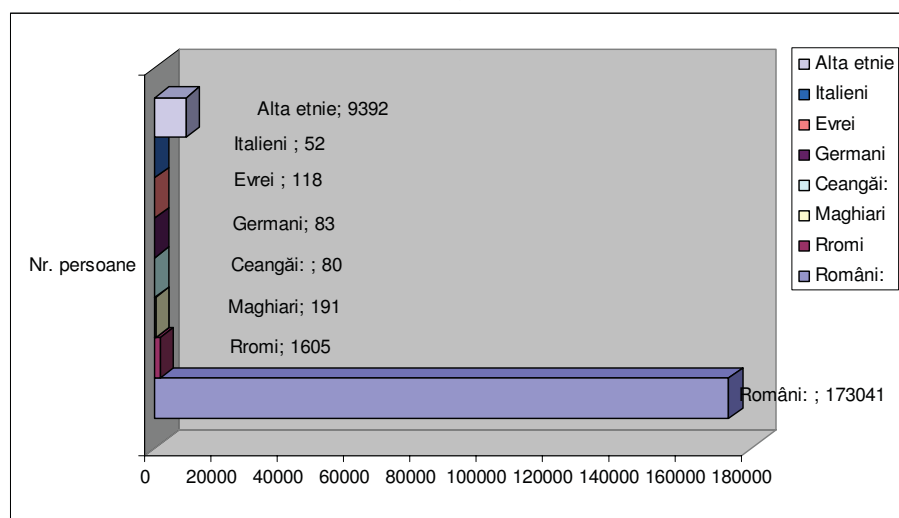 Alta etnie; 9392
Italieni ; 52
Evrei ; 118
Germani; 83
Ceangăi: ; 80
Maghiari; 191
Rromi; 1605
Români: ; 173041
Nr. persoane
0 20000 40000 60000 80000 100000 120000 140000 160000 180000
Alta etnie
Italieni
Evrei
Germani
Ceangăi:
Maghiari
Rromi
Români: